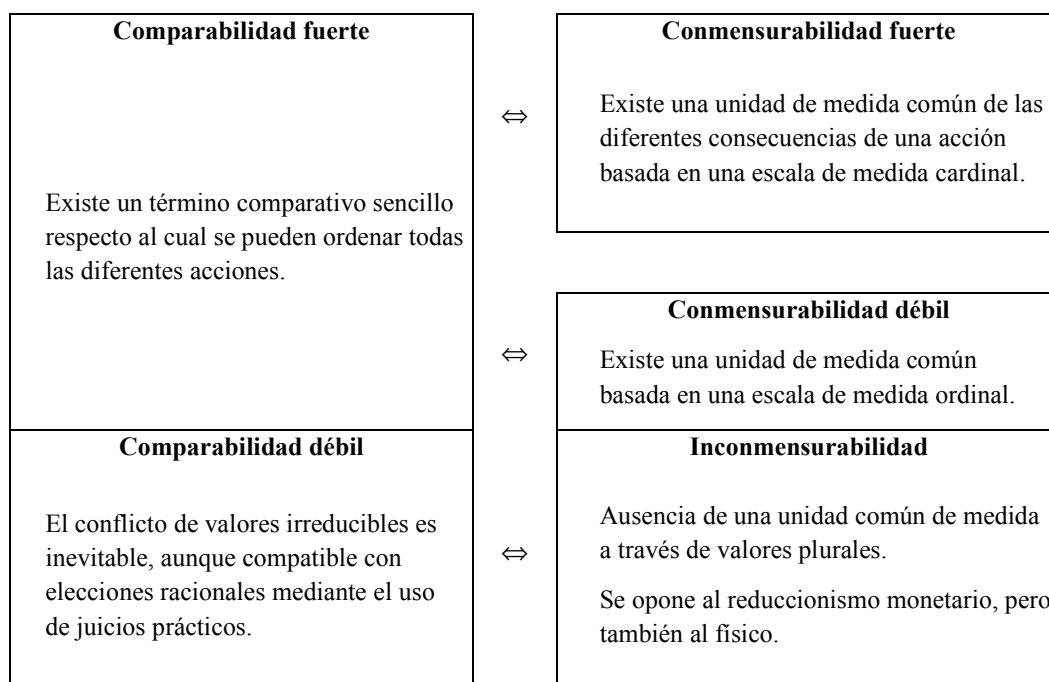 Comparabilidad fuerte
Existe un término comparativo sencillo
respecto al cual se pueden ordenar todas
las diferentes acciones.
⇔
Conmensurabilidad fuerte
Existe una unidad de medida común de las
diferentes consecuencias de una acción
basada en una escala de medida cardinal.
⇔
Conmensurabilidad débil
Existe una unidad de medida común
basada en una escala de medida ordinal.
Comparabilidad débil
El conflicto de valores irreducibles es
inevitable, aunque compatible con
elecciones racionales mediante el uso
de juicios prácticos.
⇔
Inconmensurabilidad
Ausencia de una unidad común de medida
a través de valores plurales.
Se opone al reduccionismo monetario, pero
también al físico.